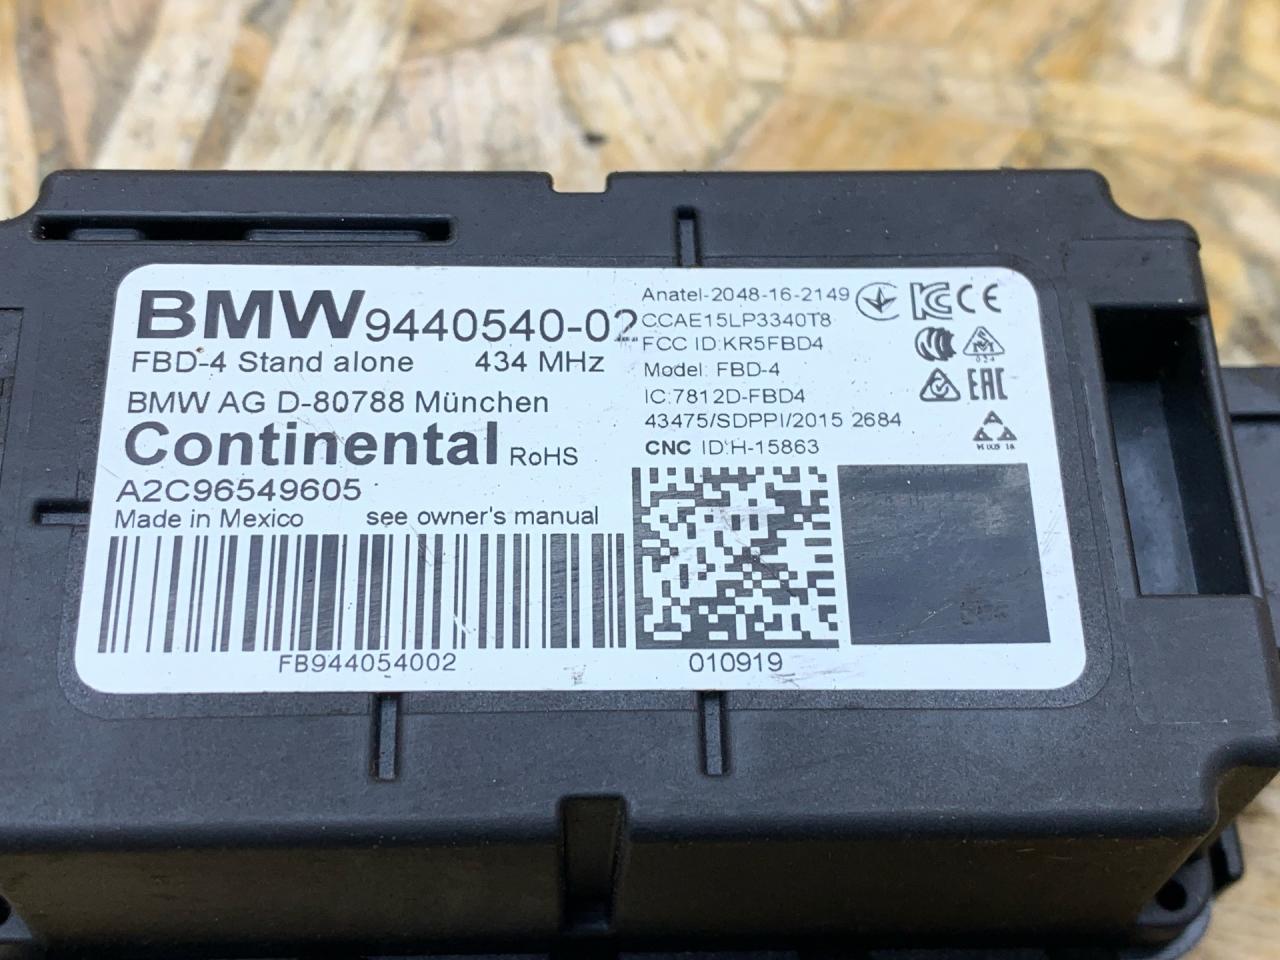 BMW 9440540-02
FBD-4 Stand alone 434 MHz
BMW AG D-80788 München
Continental RoHS
A2C96549605
Made in Mexico see owner's manual
FB944054002
Anatel-2048-16-2149
CCAE15LP3340T8
FCC ID:KR5FBD4
Model: FBD-4
IC:7812D-FBD4
43475/SDPPI/2015 2684
CNC ID:H-15863
CE
EAC
010919